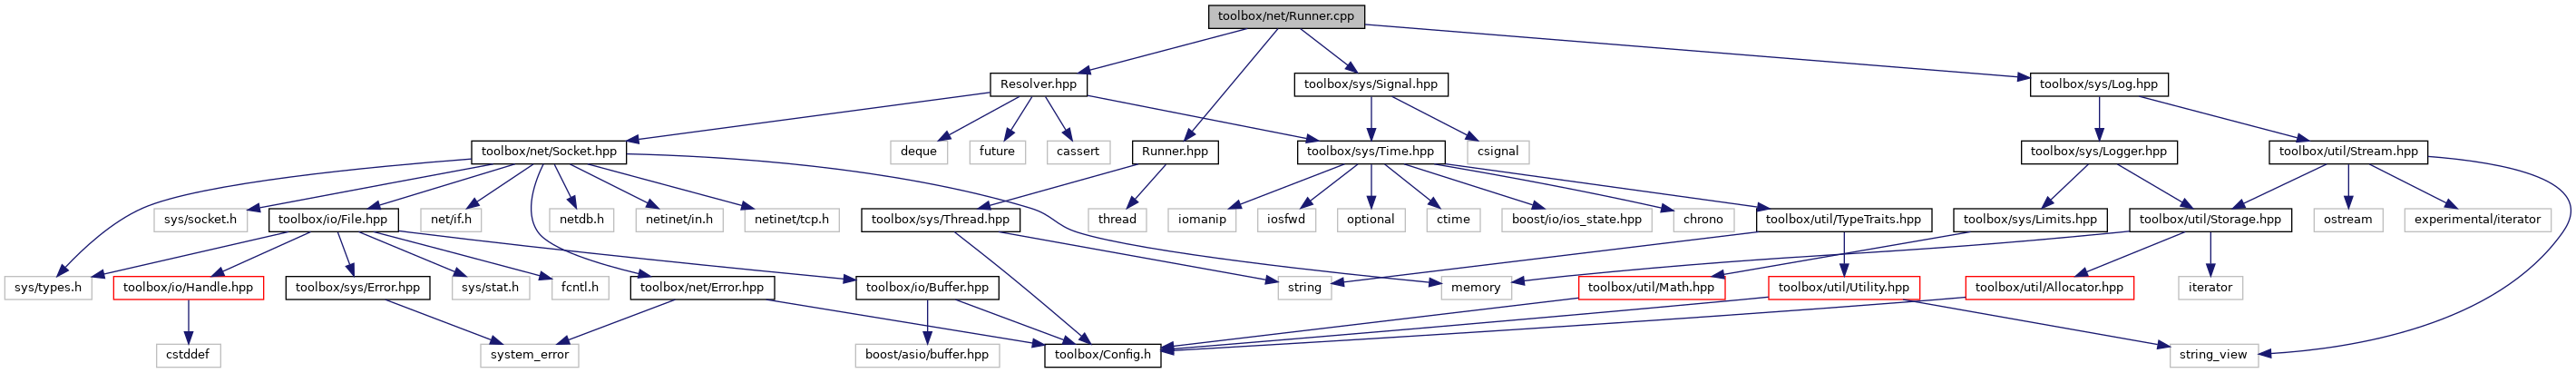 toolbox/net/Runner.cpp
Resolver.hpp
toolbox/sys/Signal.hpp
toolbox/sys/Log.hpp
toolbox/net/Socket.hpp
deque
future
cassert
Runner.hpp
toolbox/sys/Time.hpp
csignal
toolbox/sys/Logger.hpp
toolbox/util/Stream.hpp
sys/socket.h
toolbox/io/File.hpp
net/if.h
netdb.h
netinet/in.h
netinet/tcp.h
toolbox/sys/Thread.hpp
thread
iomanip
iosfwd
optional
ctime
boost/io/ios_state.hpp
chrono
toolbox/util/TypeTraits.hpp
toolbox/sys/Limits.hpp
toolbox/util/Storage.hpp
ostream
experimental/iterator
sys/types.h
toolbox/io/Handle.hpp
toolbox/sys/Error.hpp
sys/stat.h
fcntl.h
toolbox/net/Error.hpp
toolbox/io/Buffer.hpp
string
memory
toolbox/util/Math.hpp
toolbox/util/Utility.hpp
toolbox/util/Allocator.hpp
iterator
cstddef
system_error
boost/asio/buffer.hpp
toolbox/Config.h
string_view